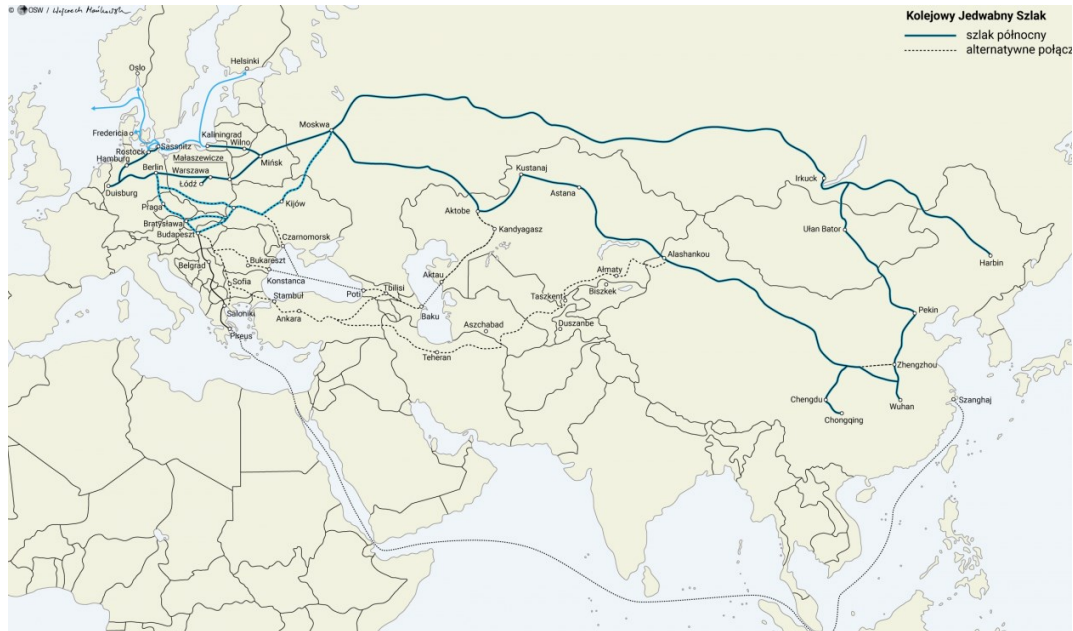 © OSW / Wojciech Mańkowski
Kolejowy Jedwabny Szlak
szlak północny
alternatywne połącz
Oslo
Helsinki
Fredericia
Sassnitz
Rostock
Hamburg
Kaliningrad
Wilno
Moskwa
Małaszewicze
Mińsk
Berlin
Warszawa
Łódź
Duisburg
Praga
Kijów
Bratysława
Budapeszt
Czarnomorsk
Belgrad
Bukareszt
Konstanca
Sofia
Stambuł
Saloniki
Ankara
Pireus
Poti
Tbilisi
Baku
Aktau
Kustanaj
Astana
Aktobe
Kandyagasz
Irkuck
Ułan Bator
Harbin
Alashankou
Ałmaty
Biszkek
Taszkent
Aszchabad
Duszanbe
Teheran
Pekin
Zhengzhou
Chengdu
Wuhan
Szanghaj
Chongqing